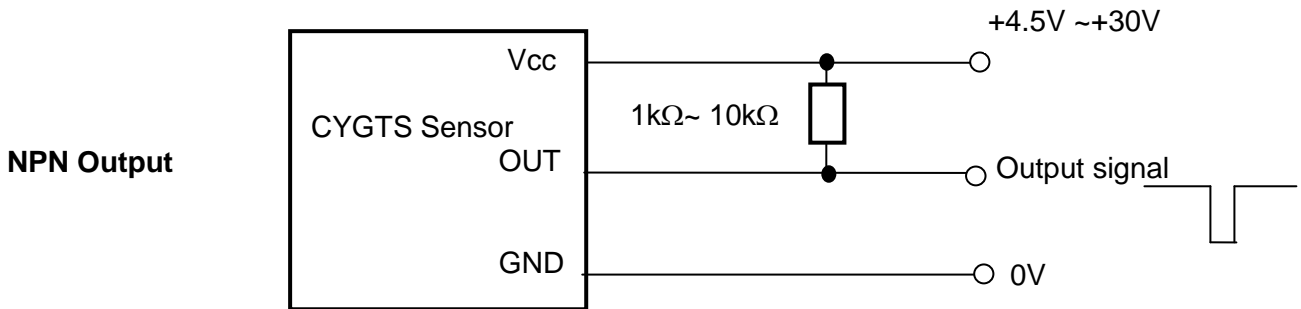 +4.5V ~+30V
Vcc
1kΩ~ 10kΩ
CYGTS Sensor
NPN Output
OUT
Output signal
GND
0V